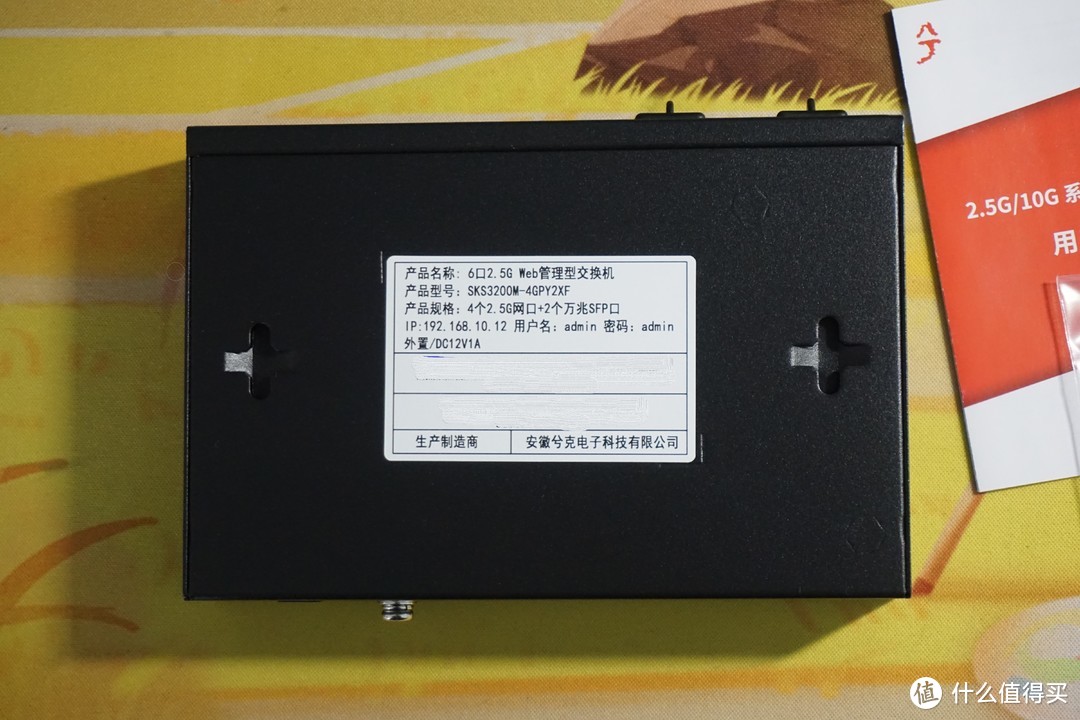 产品名称: 6口2.5G Web管理型交换机
产品型号: SKS3200M-4GPY2XF
产品规格: 4个2.5G网口+2个万兆SFP口
IP:192.168.10.12 用户名: admin 密码: admin
外置/DC12V1A
生产制造商 安徽兮克电子科技有限公司
2.5G/10G 系
用
值 什么值得买